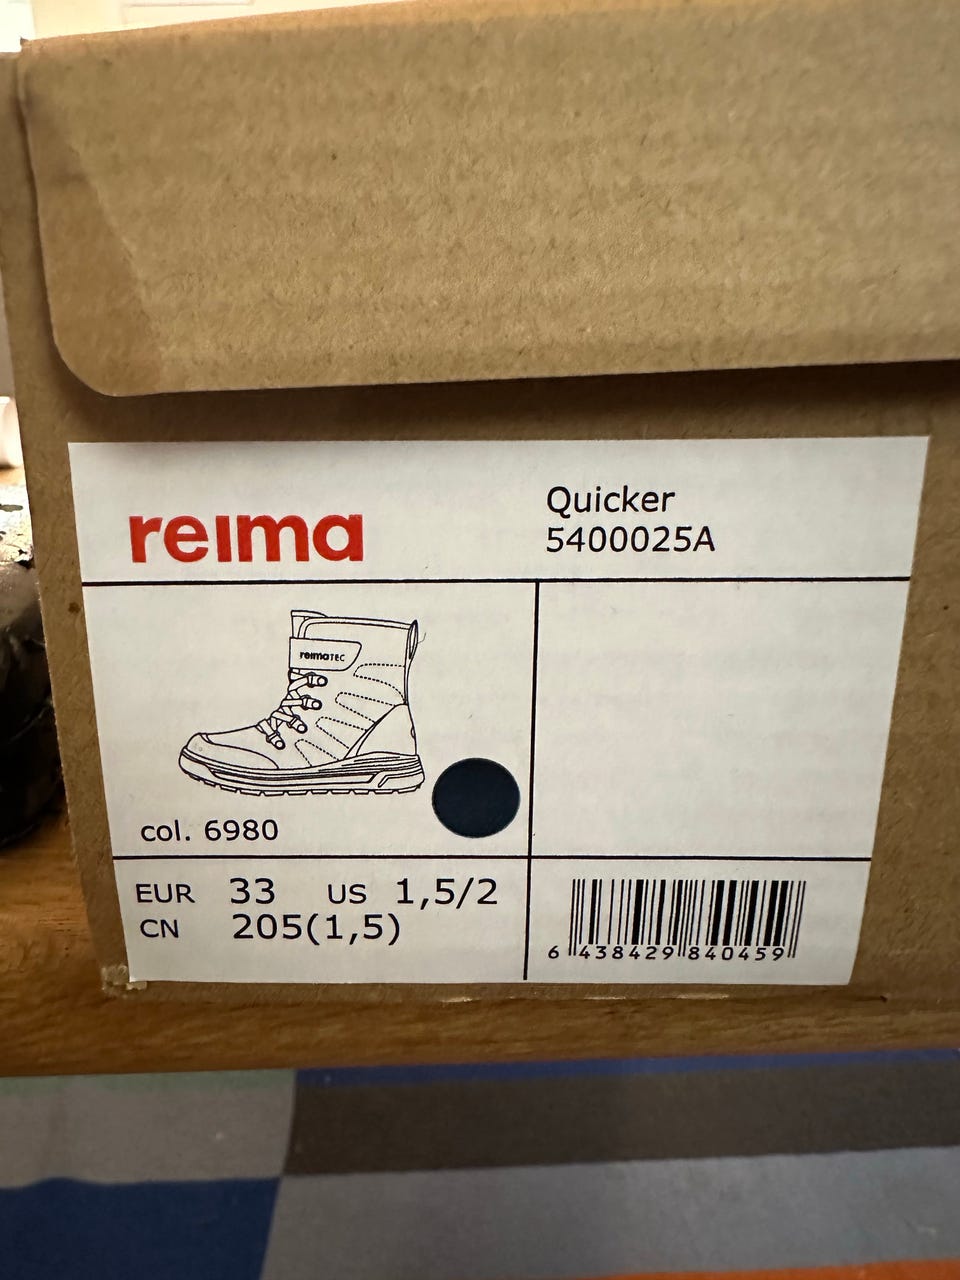 reima
Quicker
5400025A
reimaTEC
col. 6980
EUR 33 US 1,5/2
CN 205(1,5)
6 438429 840459